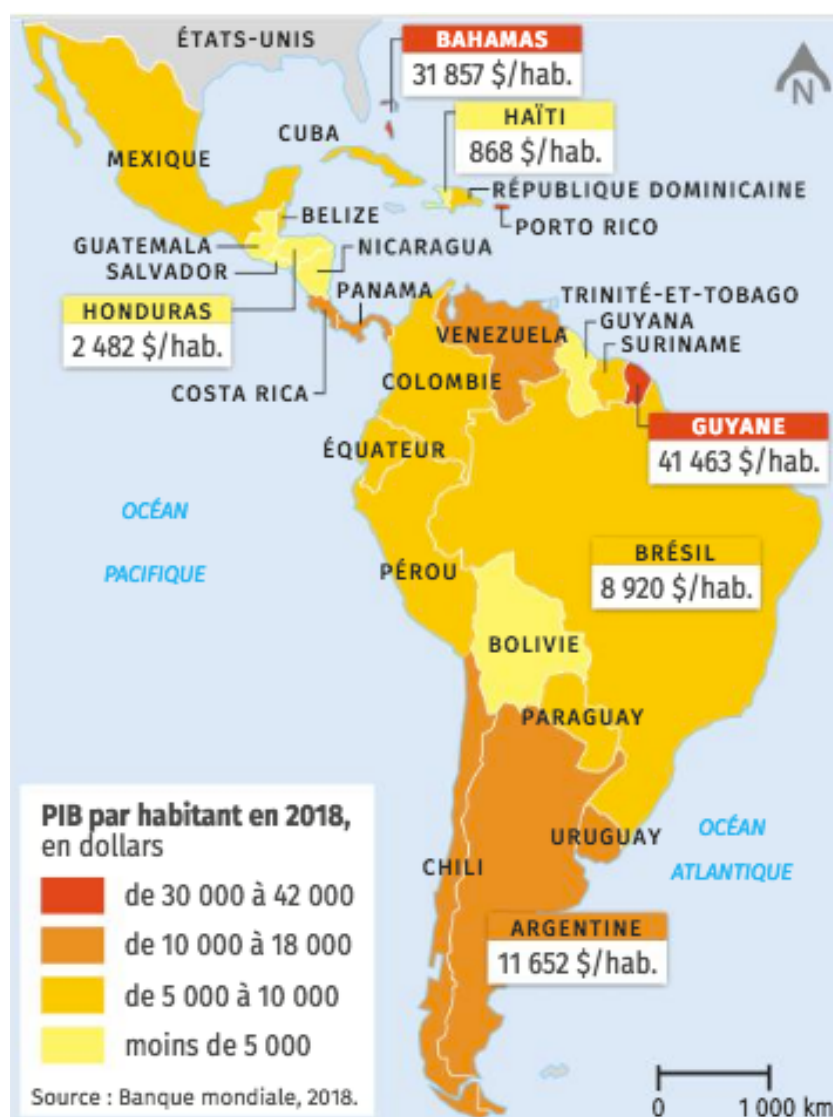 ÉTATS-UNIS
BAHAMAS
31 857 $/hab.
N
HAÏTI
868 $/hab.
CUBA
MEXIQUE
RÉPUBLIQUE DOMINICAINE
PORTO RICO
BELIZE
GUATEMALA
NICARAGUA
SALVADOR
PANAMA
HONDURAS
2 482 $/hab.
TRINITÉ-ET-TOBAGO
GUYANA
SURINAME
VENEZUELA
COSTA RICA
COLOMBIE
GUYANE
41 463 $/hab.
ÉQUATEUR
OCÉAN
PACIFIQUE
PÉROU
BRÉSIL
8 920 $/hab.
BOLIVIE
PARAGUAY
URUGUAY
OCÉAN
ATLANTIQUE
CHILI
ARGENTINE
11 652 $/hab.
PIB par habitant en 2018,
en dollars
de 30 000 à 42 000
de 10 000 à 18 000
de 5 000 à 10 000
moins de 5 000
Source : Banque mondiale, 2018.
0 1 000 km